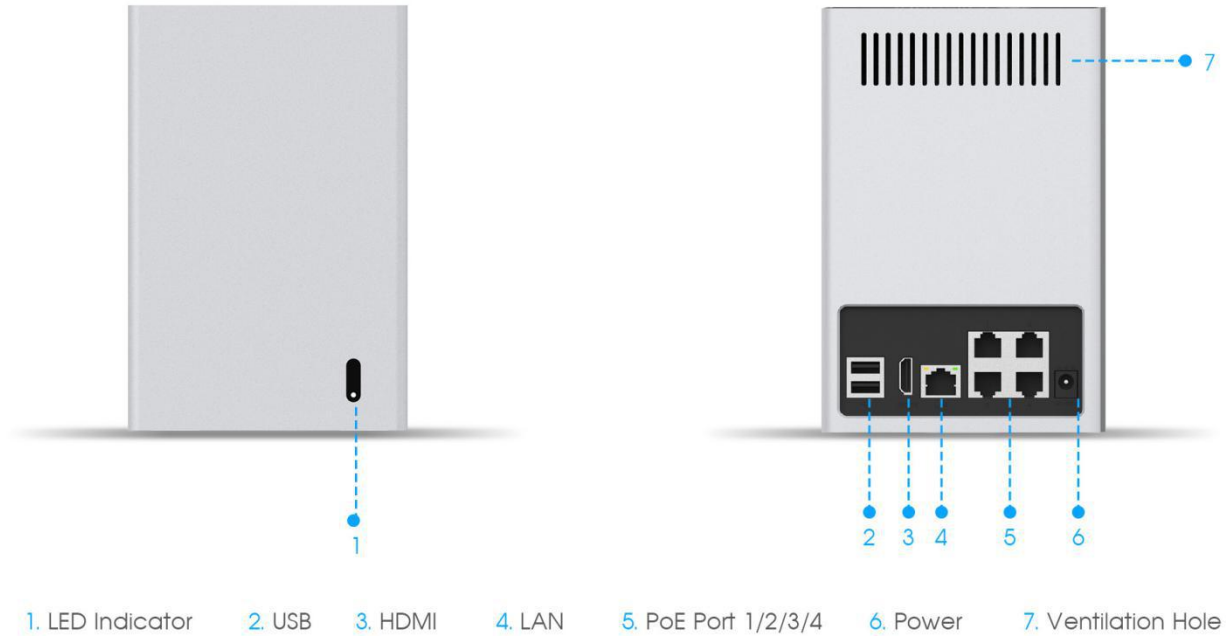 7
1
2 3 4 5 6
1. LED Indicator 2. USB 3. HDMI 4. LAN 5. PoE Port 1/2/3/4 6. Power 7. Ventilation Hole